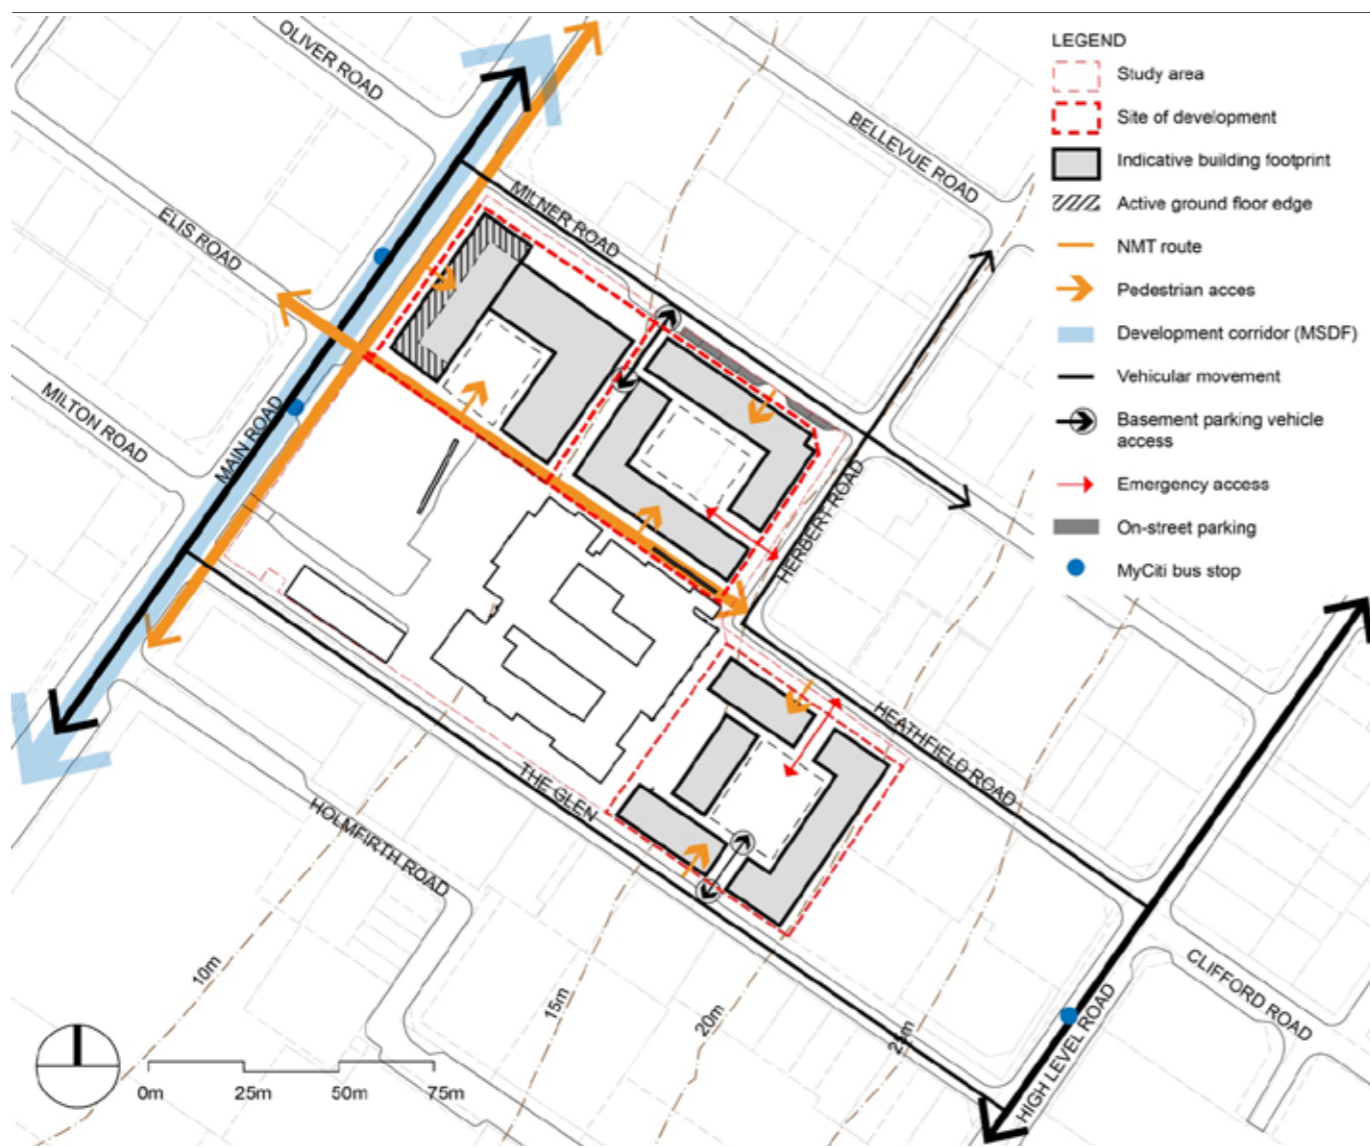 OLIVER ROAD
ELIS ROAD
MILTON ROAD
MAIN ROAD
MILNER ROAD
BELLEVUE ROAD
HERBERT ROAD
HEATHFIELD ROAD
THE GLEN
HOLMFIRTH ROAD
HIGH LEVEL ROAD
CLIFFORD ROAD
10m
15m
20m
25m
0m
25m
50m
75m
LEGEND
Study area
Site of development
Indicative building footprint
Active ground floor edge
NMT route
Pedestrian acces
Development corridor (MSDF)
Vehicular movement
Basement parking vehicle
access
Emergency access
On-street parking
MyCiti bus stop